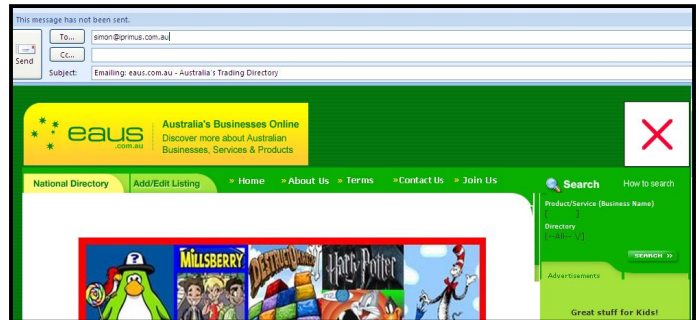 This message has not been sent.
To...
simon@iprimus.com.au
Cc...
Send
Subject:
Emailing: eaus.com.au - Australia's Trading Directory
eaus
.com.au
Australia's Businesses Online
Discover more about Australian
Businesses, Services & Products
National Directory
Add/Edit Listing
» Home
» About Us
» Terms
»Contact Us
» Join Us
Search
How to search
Product/Service (Business Name)
[ ]
Directory
[--All-- \/]
SEARCH »
Advertisements
?
MILLSBERRY
Harry Potter
Great stuff for Kids!